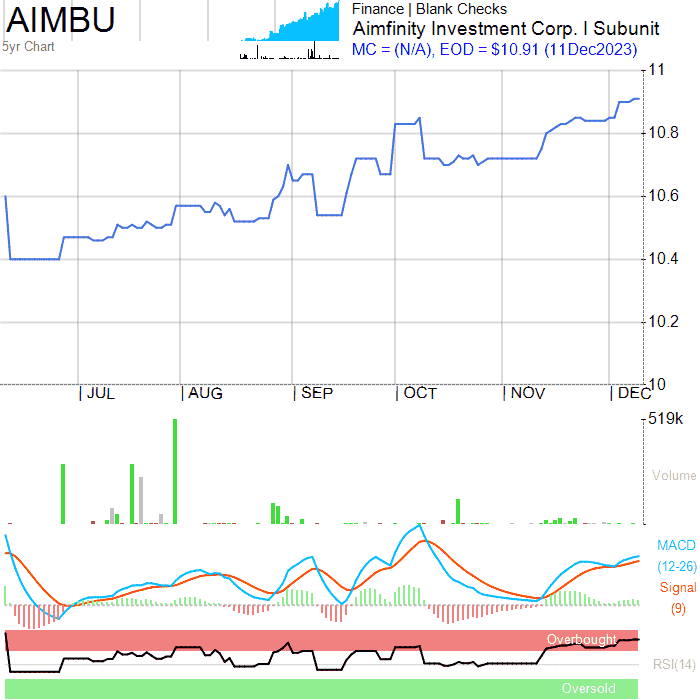 AIMBU
5yr Chart
Finance | Blank Checks
Aimfinity Investment Corp. I Subunit
MC = (N/A), EOD = $10.91 (11Dec2023)
11
10.8
10.6
10.4
10.2
10
| JUL | AUG | SEP | OCT | NOV | DEC
519k
Volume
MACD
(12-26)
Signal
(9)
Overbought
RSI(14)
Oversold